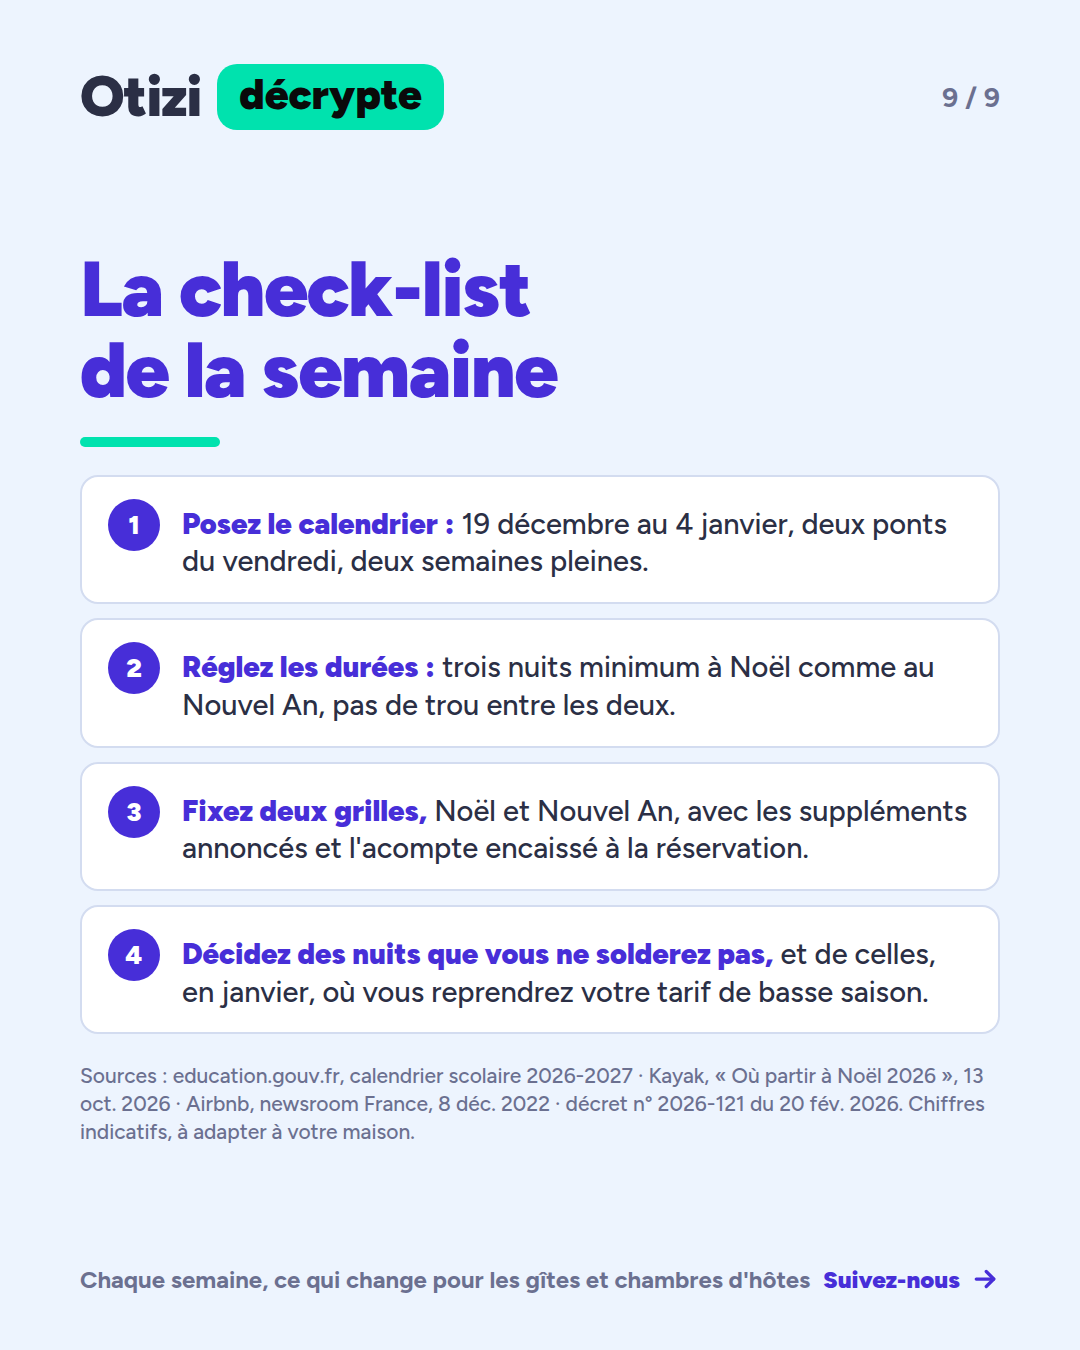 Otizi décrypte
9 / 9
La check-list
de la semaine
1
Posez le calendrier : 19 décembre au 4 janvier, deux ponts
du vendredi, deux semaines pleines.
2
Réglez les durées : trois nuits minimum à Noël comme au
Nouvel An, pas de trou entre les deux.
3
Fixez deux grilles, Noël et Nouvel An, avec les suppléments
annoncés et l'acompte encaissé à la réservation.
4
Décidez des nuits que vous ne solderez pas, et de celles,
en janvier, où vous reprendrez votre tarif de basse saison.
Sources : education.gouv.fr, calendrier scolaire 2026-2027 · Kayak, « Où partir à Noël 2026 », 13
oct. 2026 · Airbnb, newsroom France, 8 déc. 2022 · décret n° 2026-121 du 20 fév. 2026. Chiffres
indicatifs, à adapter à votre maison.
Chaque semaine, ce qui change pour les gîtes et chambres d'hôtes Suivez-nous →